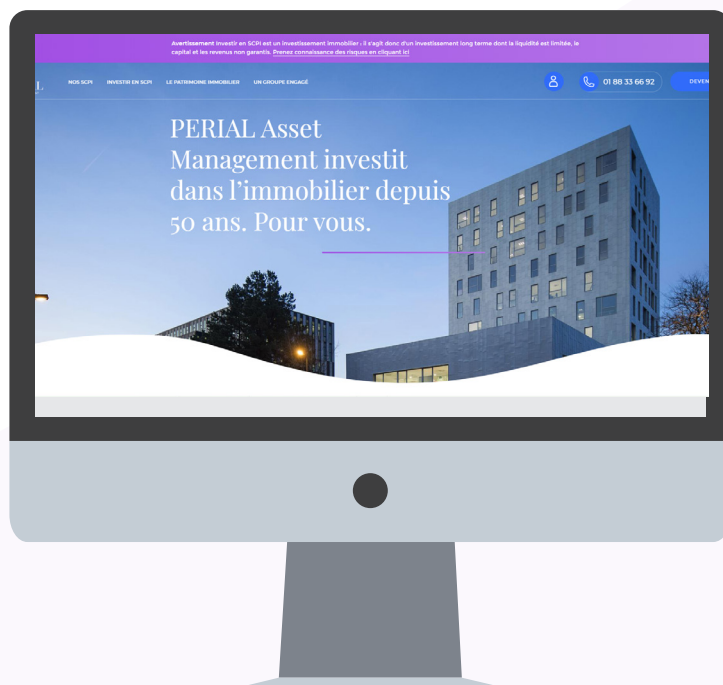 Avertissement Investir en SCPI est un investissement immobilier : il s'agit donc d'un investissement long terme dont la liquidité est limitée, le
capital et les revenus non garantis. Prenez connaissance des risques en cliquant ici
NOS SCPI INVESTIR EN SCPI LE PATRIMOINE IMMOBILIER UN GROUPE ENGAGÉ 01 88 33 66 92
PERIAL Asset
Management investit
dans l'immobilier depuis
50 ans. Pour vous.